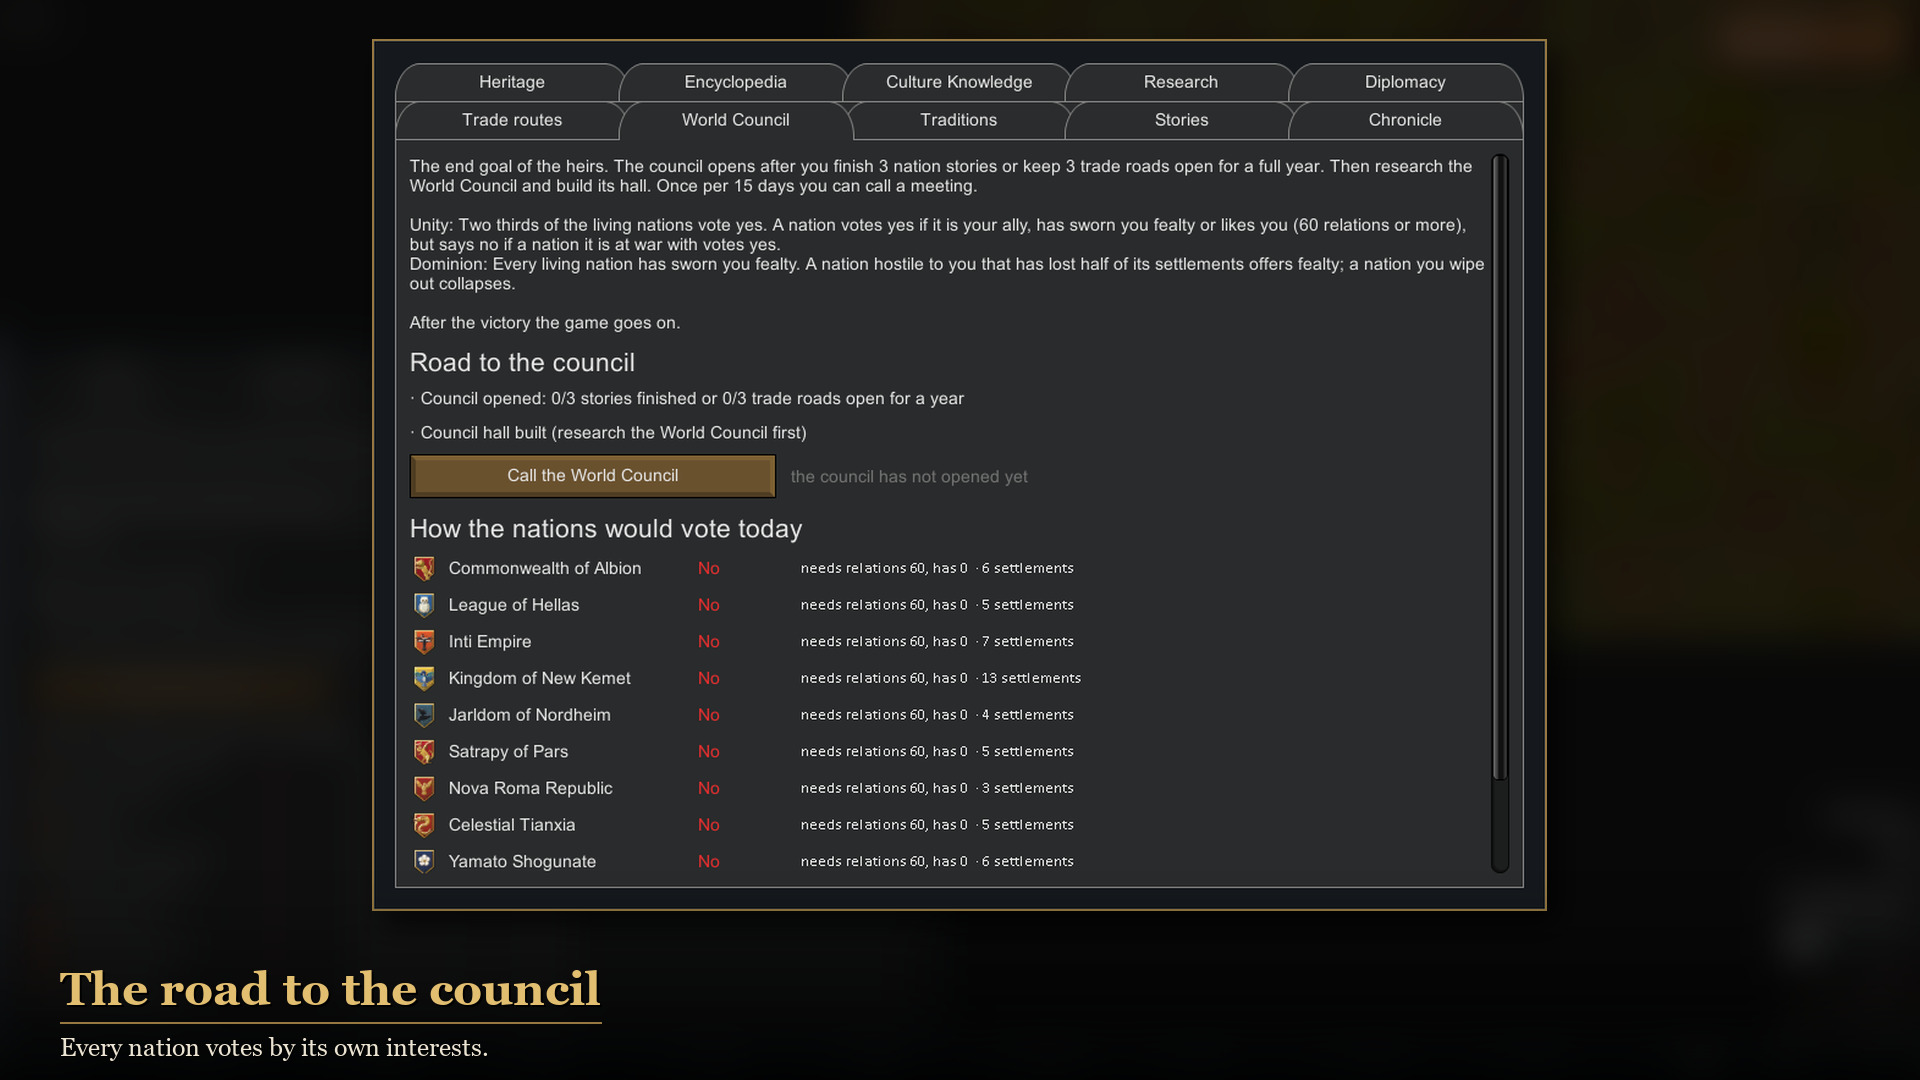 Heritage
Encyclopedia
Culture Knowledge
Research
Diplomacy
Trade routes
World Council
Traditions
Stories
Chronicle
The end goal of the heirs. The council opens after you finish 3 nation stories or keep 3 trade roads open for a full year. Then research the
World Council and build its hall. Once per 15 days you can call a meeting.
Unity: Two thirds of the living nations vote yes. A nation votes yes if it is your ally, has sworn you fealty or likes you (60 relations or more),
but says no if a nation it is at war with votes yes.
Dominion: Every living nation has sworn you fealty. A nation hostile to you that has lost half of its settlements offers fealty; a nation you wipe
out collapses.
After the victory the game goes on.
Road to the council
· Council opened: 0/3 stories finished or 0/3 trade roads open for a year
· Council hall built (research the World Council first)
Call the World Council the council has not opened yet
How the nations would vote today
Commonwealth of Albion No needs relations 60, has 0 · 6 settlements
League of Hellas No needs relations 60, has 0 · 5 settlements
Inti Empire No needs relations 60, has 0 · 7 settlements
Kingdom of New Kemet No needs relations 60, has 0 · 13 settlements
Jarldom of Nordheim No needs relations 60, has 0 · 4 settlements
Satrapy of Pars No needs relations 60, has 0 · 5 settlements
Nova Roma Republic No needs relations 60, has 0 · 3 settlements
Celestial Tianxia No needs relations 60, has 0 · 5 settlements
Yamato Shogunate No needs relations 60, has 0 · 6 settlements
The road to the council
Every nation votes by its own interests.